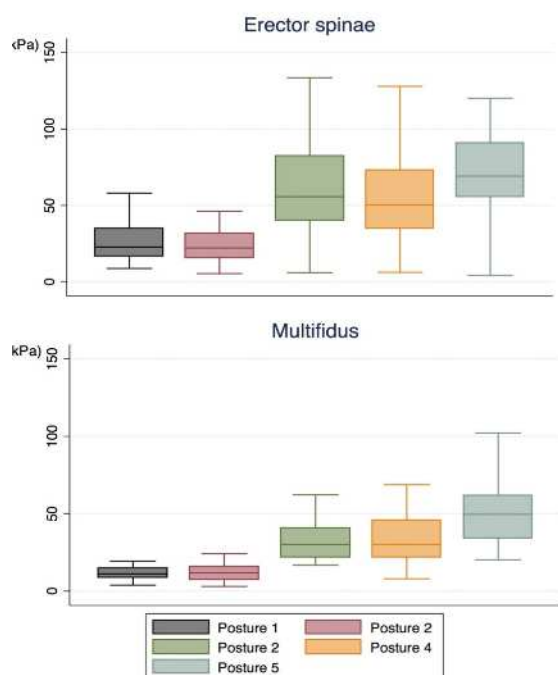 Erector spinae
kPa)
150
100
50
0
Multifidus
kPa)
150
100
50
0
Posture 1 Posture 2
Posture 2 Posture 4
Posture 5